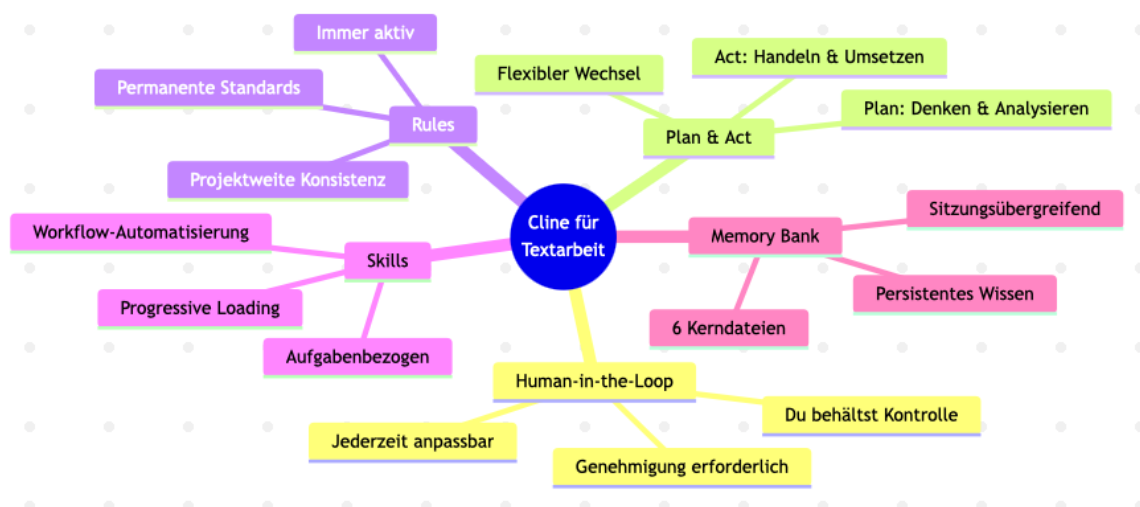 Immer aktiv
Permanente Standards
Rules
Projektweite Konsistenz
Flexibler Wechsel
Act: Handeln & Umsetzen
Plan: Denken & Analysieren
Plan & Act
Cline für
Textarbeit
Workflow-Automatisierung
Skills
Progressive Loading
Aufgabenbezogen
Sitzungsübergreifend
Memory Bank
Persistentes Wissen
6 Kerndateien
Human-in-the-Loop
Du behältst Kontrolle
Jederzeit anpassbar
Genehmigung erforderlich